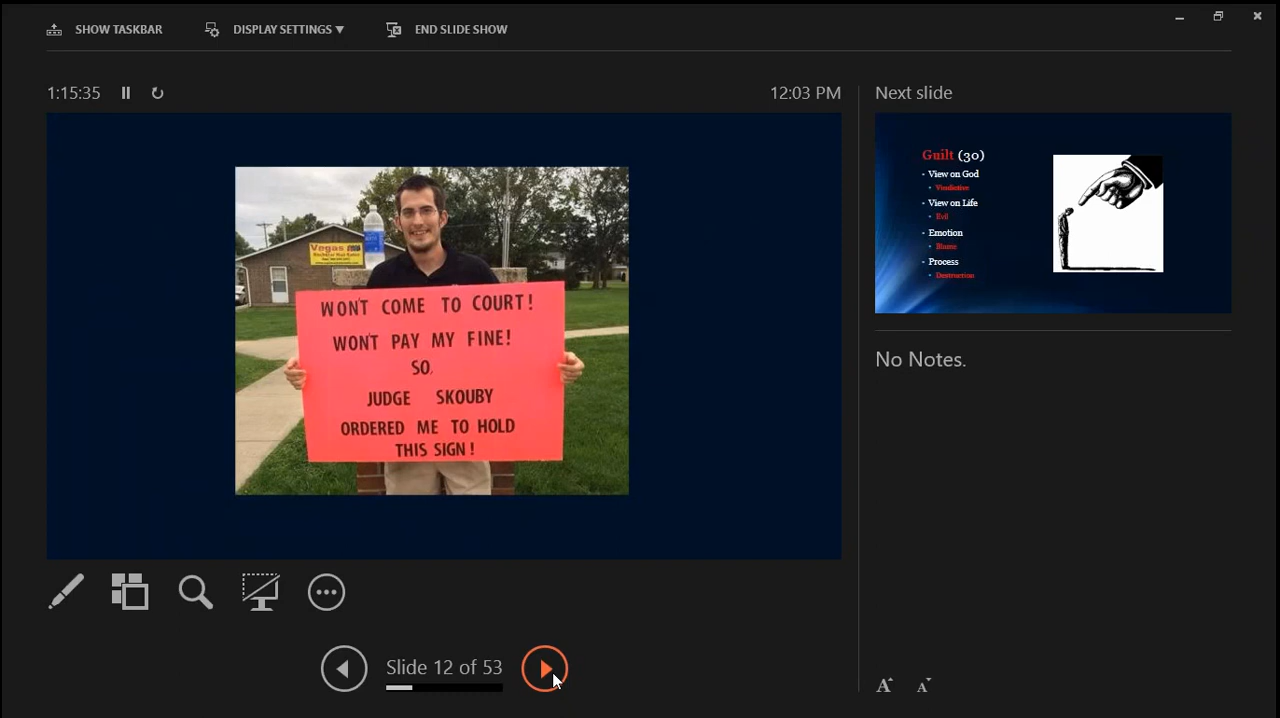 SHOW TASKBAR
DISPLAY SETTINGS ▼
END SLIDE SHOW
1:15:35
12:03 PM
Next slide
Vegas
WON'T COME TO COURT!
WON'T PAY MY FINE!
SO,
JUDGE SKOUBY
ORDERED ME TO HOLD
THIS SIGN!
Guilt (30)
- View on God
• Vindictive
- View on Life
• Evil
- Emotion
• Blame
- Process
• Destruction
No Notes.
Slide 12 of 53
A
A